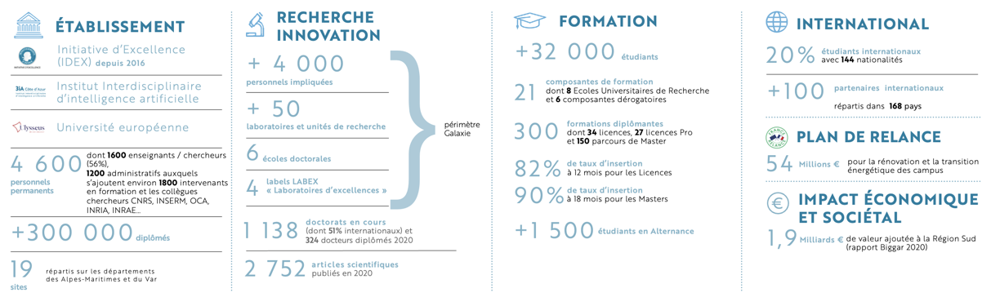 ÉTABLISSEMENT
Initiative d'Excellence
(IDEX) depuis 2016
3iA Côte d'Azur
Institut Interdisciplinaire
d'intelligence artificielle
Ulysseus
Université européenne
4 600
personnels
permanents
dont 1600 enseignants / chercheurs
(56%),
1200 administratifs auxquels
s'ajoutent environ 1800 intervenants
en formation et les collègues
chercheurs CNRS, INSERM, OCA,
INRIA, INRAE...
+300 000 diplômés
19
sites
répartis sur les départements
des Alpes-Maritimes et du Var
RECHERCHE
INNOVATION
+ 4 000
personnels impliquées
+ 50
laboratoires et unités de recherche
6 écoles doctorales
4 labels LABEX
« Laboratoires d'excellences »
périmètre
Galaxie
1 138 doctorats en cours
(dont 51% internationaux) et
324 docteurs diplômés 2020
2 752 articles scientifiques
publiés en 2020
FORMATION
+32 000 étudiants
21 composantes de formation
dont 8 Ecoles Universitaires de Recherche
et 6 composantes dérogatoires
300 formations diplômantes
dont 34 licences, 27 licences Pro
et 150 parcours de Master
82% de taux d'insertion
à 12 mois pour les Licences
90% de taux d'insertion
à 18 mois pour les Masters
+1 500 étudiants en Alternance
INTERNATIONAL
20% étudiants internationaux
avec 144 nationalités
+100 partenaires internationaux
répartis dans 168 pays
FRANCE
RELANCE
PLAN DE RELANCE
54 Millions € pour la rénovation et la transition
énergétique des campus
€
IMPACT ÉCONOMIQUE
ET SOCIÉTAL
1,9 Milliards € de valeur ajoutée à la Région Sud
(rapport Biggar 2020)